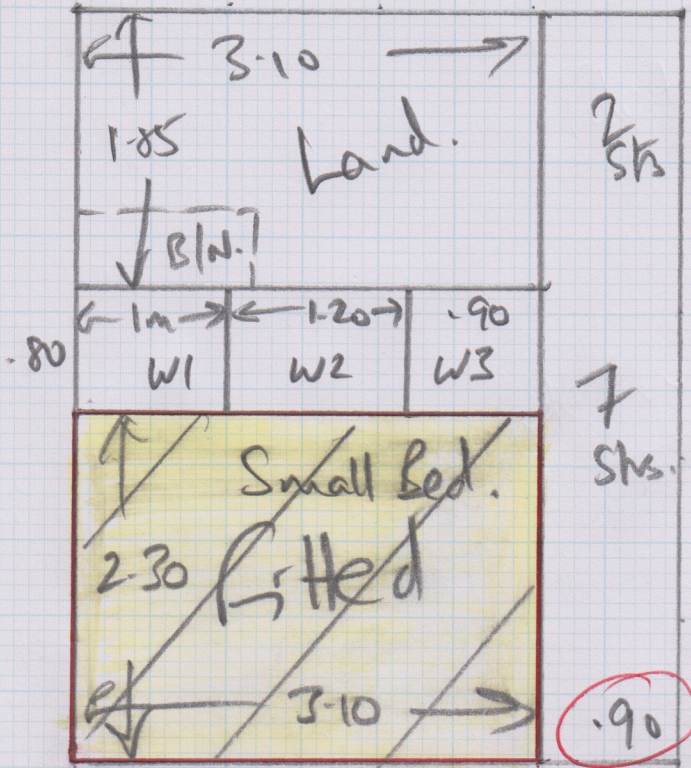 3.10
1.85
Land.
2
Sts
B/N.
1m
1.20
.90
.80
W1
W2
W3
7
Sts.
Small Bed.
2.30
fitted
3.10
.90